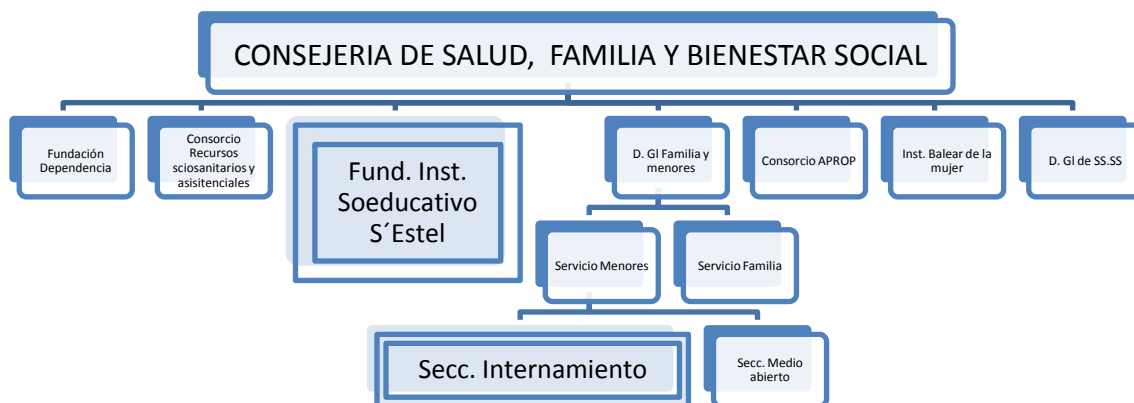 CONSEJERIA DE SALUD, FAMILIA Y BIENESTAR SOCIAL
Fundación
Dependencia
Consorcio
Recursos
sciosanitarios y
asisitenciales
Fund. Inst.
Soeducativo
S´Estel
D. Gl Familia y
menores
Consorcio APROP
Inst. Balear de la
mujer
D. Gl de SS.SS
Servicio Menores
Servicio Familia
Secc. Internamiento
Secc. Medio
abierto